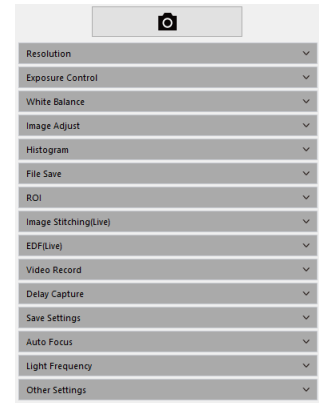 Resolution
Exposure Control
White Balance
Image Adjust
Histogram
File Save
ROI
Image Stitching(Live)
EDF(Live)
Video Record
Delay Capture
Save Settings
Auto Focus
Light Frequency
Other Settings